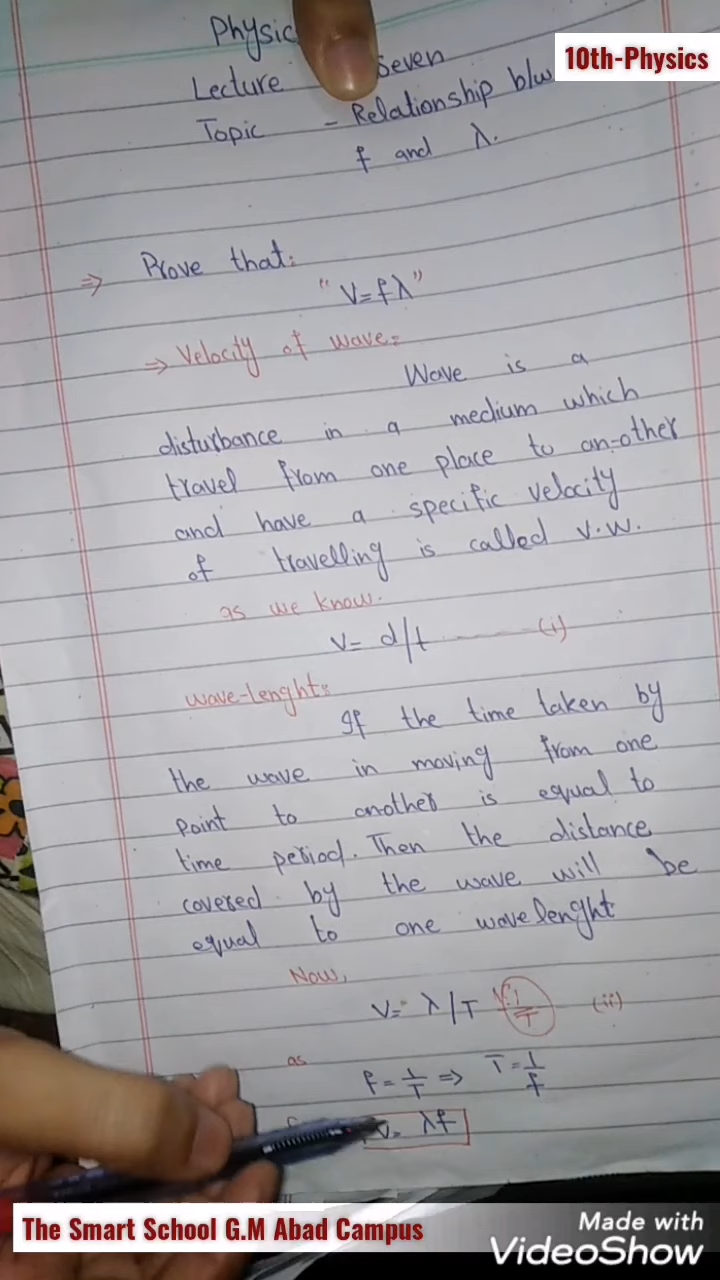 Physic
10th-Physics
Lecture Seven
Topic - Relationship b/w
f and λ.
⇒ Prove that:
"V=fλ"
⇒ Velocity of wave:
Wave is a
disturbance in a medium which
travel from one place to an-other
and have a specific velocity
of travelling is called V.W.
as we know.
V= d/t -------- (i)
wave-lenght:
If the time taken by
the wave in moving from one
point to another is equal to
time period. Then the distance
covered by the wave will be
equal to one wavelenght
Now,
V= λ/T (ii)
as
f = 1/T ⇒ T = 1/f
V= λf
The Smart School G.M Abad Campus
Made with
VideoShow